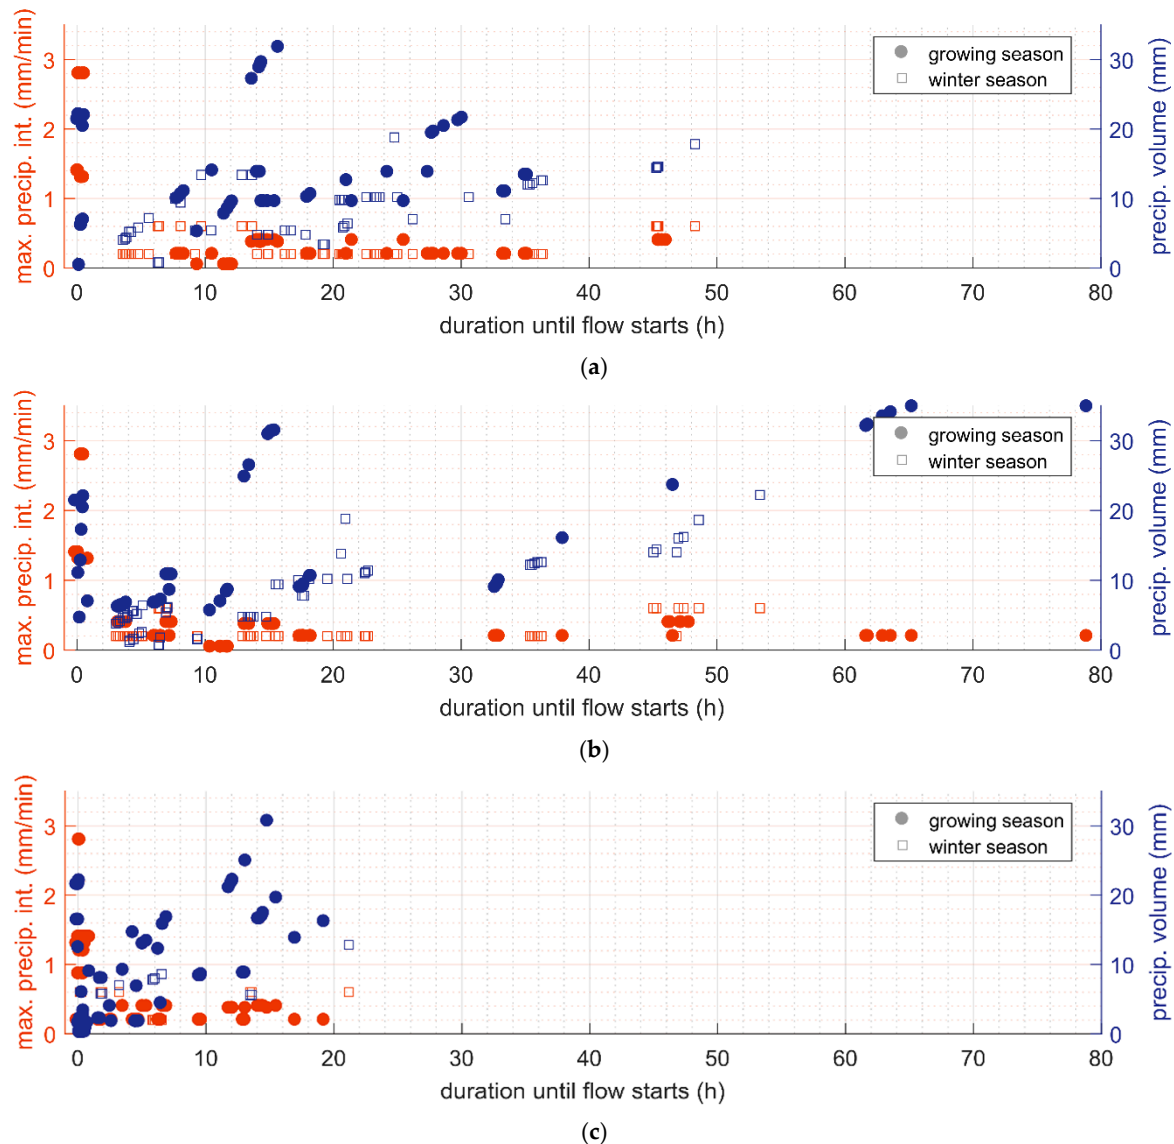 max. precip. int. (mm/min)
3
2
1
0
30
20
10
0
precip. volume (mm)
growing season
winter season
0 10 20 30 40 50 60 70 80
duration until flow starts (h)
(a)
max. precip. int. (mm/min)
3
2
1
0
30
20
10
0
precip. volume (mm)
growing season
winter season
0 10 20 30 40 50 60 70 80
duration until flow starts (h)
(b)
max. precip. int. (mm/min)
3
2
1
0
30
20
10
0
precip. volume (mm)
growing season
winter season
0 10 20 30 40 50 60 70 80
duration until flow starts (h)
(c)